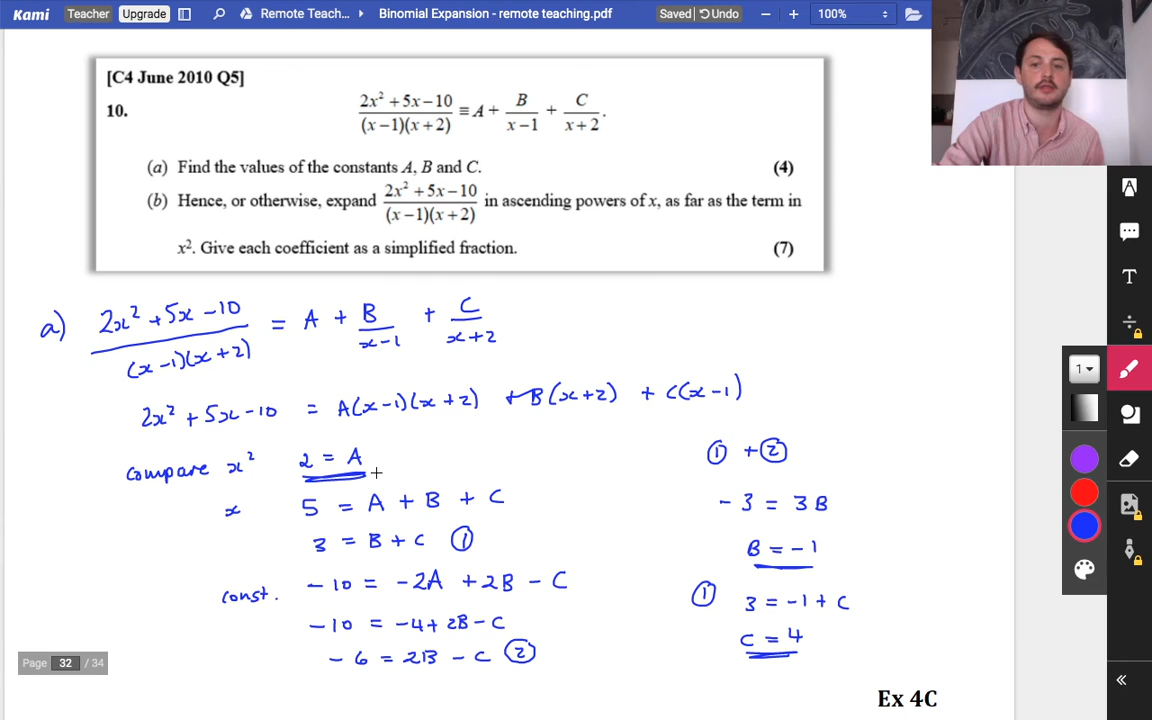 Kami Teacher Upgrade Remote Teach... Binomial Expansion - remote teaching.pdf Saved Undo 100%
[C4 June 2010 Q5]
10. (2x² + 5x − 10)/((x − 1)(x + 2)) ≡ A + B/(x − 1) + C/(x + 2).
(a) Find the values of the constants A, B and C. (4)
(b) Hence, or otherwise, expand (2x² + 5x − 10)/((x − 1)(x + 2)) in ascending powers of x, as far as the term in
x². Give each coefficient as a simplified fraction. (7)
a) (2x² + 5x − 10)/((x − 1)(x + 2)) = A + B/(x − 1) + C/(x + 2)
2x² + 5x − 10 = A(x − 1)(x + 2) + B(x + 2) + C(x − 1)
compare x² 2 = A
x 5 = A + B + C
3 = B + C ①
const. −10 = −2A + 2B − C
−10 = −4 + 2B − C
−6 = 2B − C ②
① + ②
−3 = 3B
B = −1
① 3 = −1 + C
C = 4
Page 32 / 34
Ex 4C
T
1